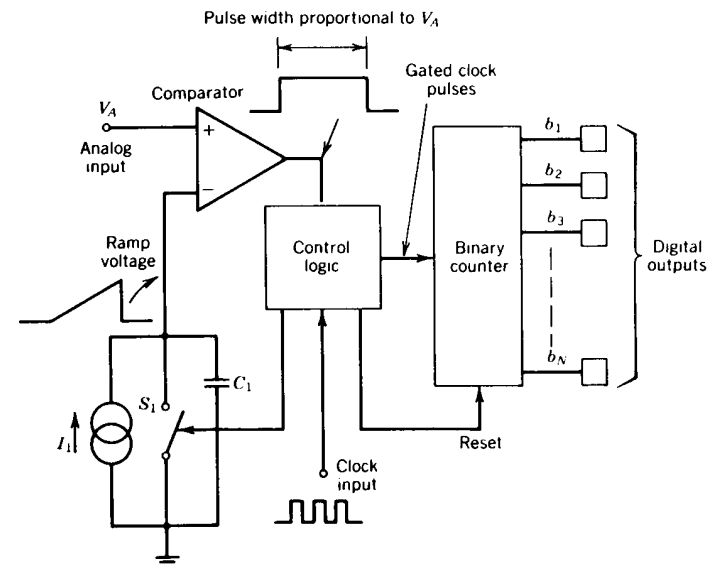 Pulse width proportional to V_A
Comparator
Gated clock
pulses
V_A
Analog
input
+
−
b_1
b_2
b_3
b_N
Ramp
voltage
Control
logic
Binary
counter
Digital
outputs
S_1
C_1
I_1
Reset
Clock
input